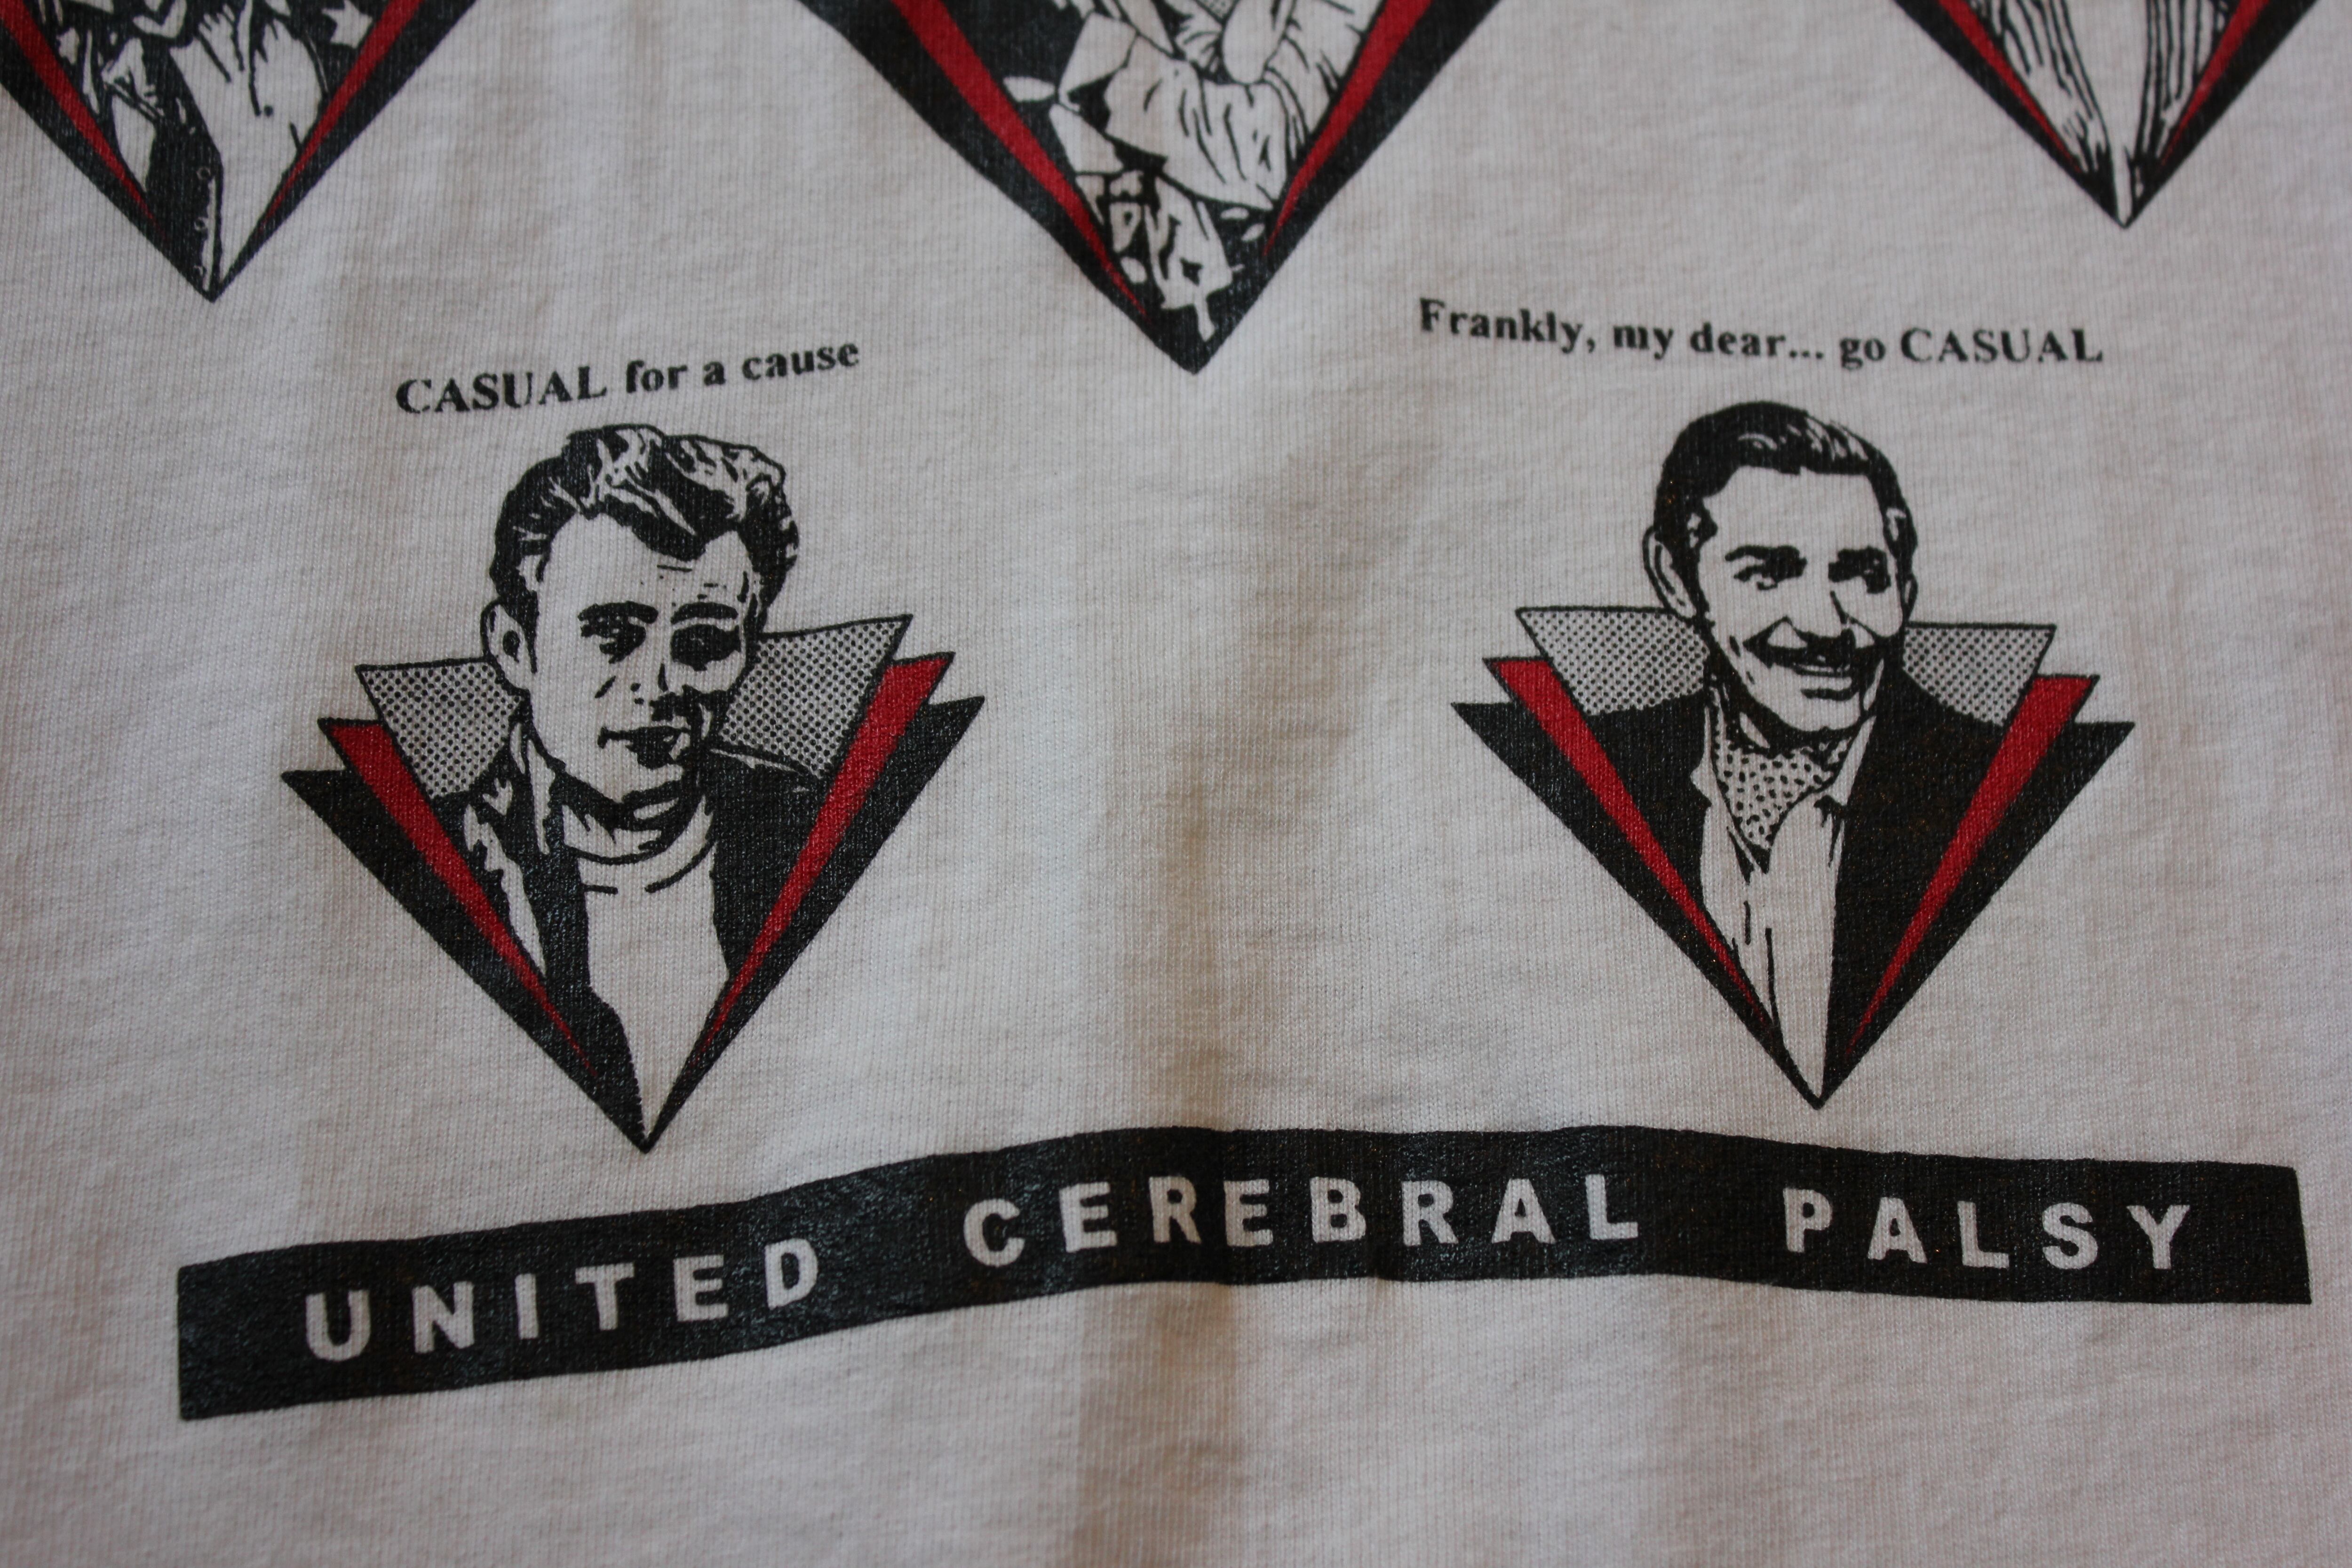 CASUAL for a cause
Frankly, my dear... go CASUAL
UNITED CEREBRAL PALSY